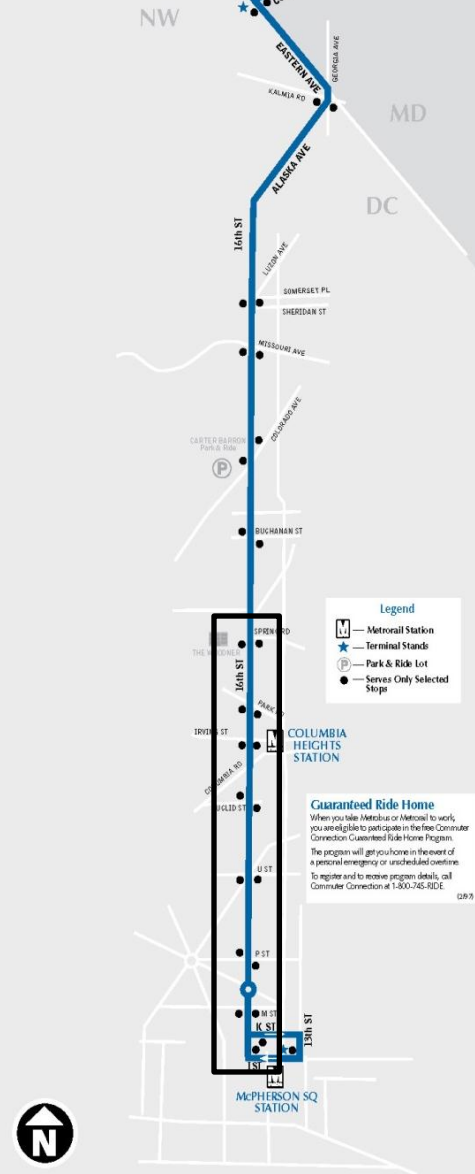 NW
EASTERN AVE
GEORGIA AVE
KALMIA RD
MD
ALASKA AVE
DC
16th ST
LUZON AVE
SOMERSET PL
SHERIDAN ST
MISSOURI AVE
COLORADO AVE
CARTER BARRON
Park & Ride
P
BUCHANAN ST
Legend
Metrorail Station
Terminal Stands
P
Park & Ride Lot
Serves Only Selected
Stops
SPRING RD
THE WOODNER
16th ST
PARK RD
IRVING ST
COLUMBIA
HEIGHTS
STATION
COLUMBIA RD
EUCLID ST
Guaranteed Ride Home
When you take Metrobus or Metrorail to work,
you are eligible to participate in the free Commuter
Connection Guaranteed Ride Home Program.
The program will get you home in the event of
a personal emergency or unscheduled overtime.
To register and to receive program details, call
Commuter Connection at 1-800-745-RIDE.
(2/97)
U ST
P ST
M ST
K ST
13th ST
I ST
McPHERSON SQ
STATION
N